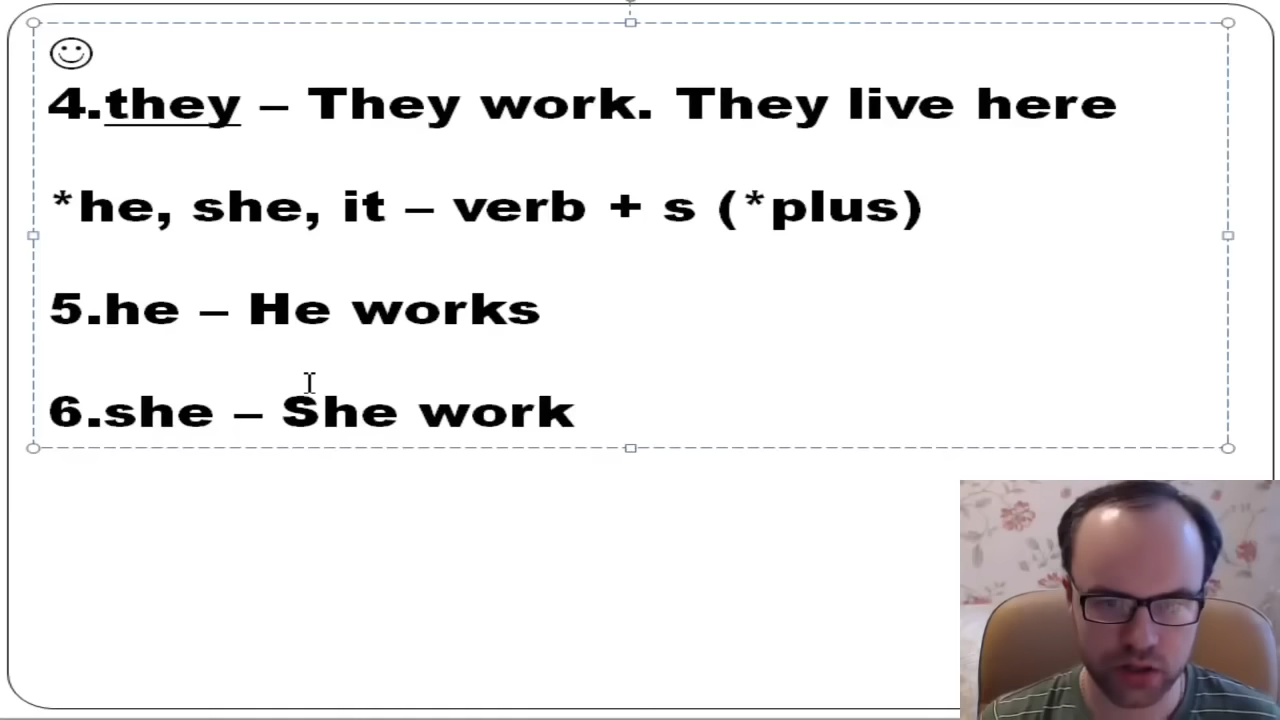 4.they – They work. They live here
*he, she, it – verb + s (*plus)
5.he – He works
6.she – She work